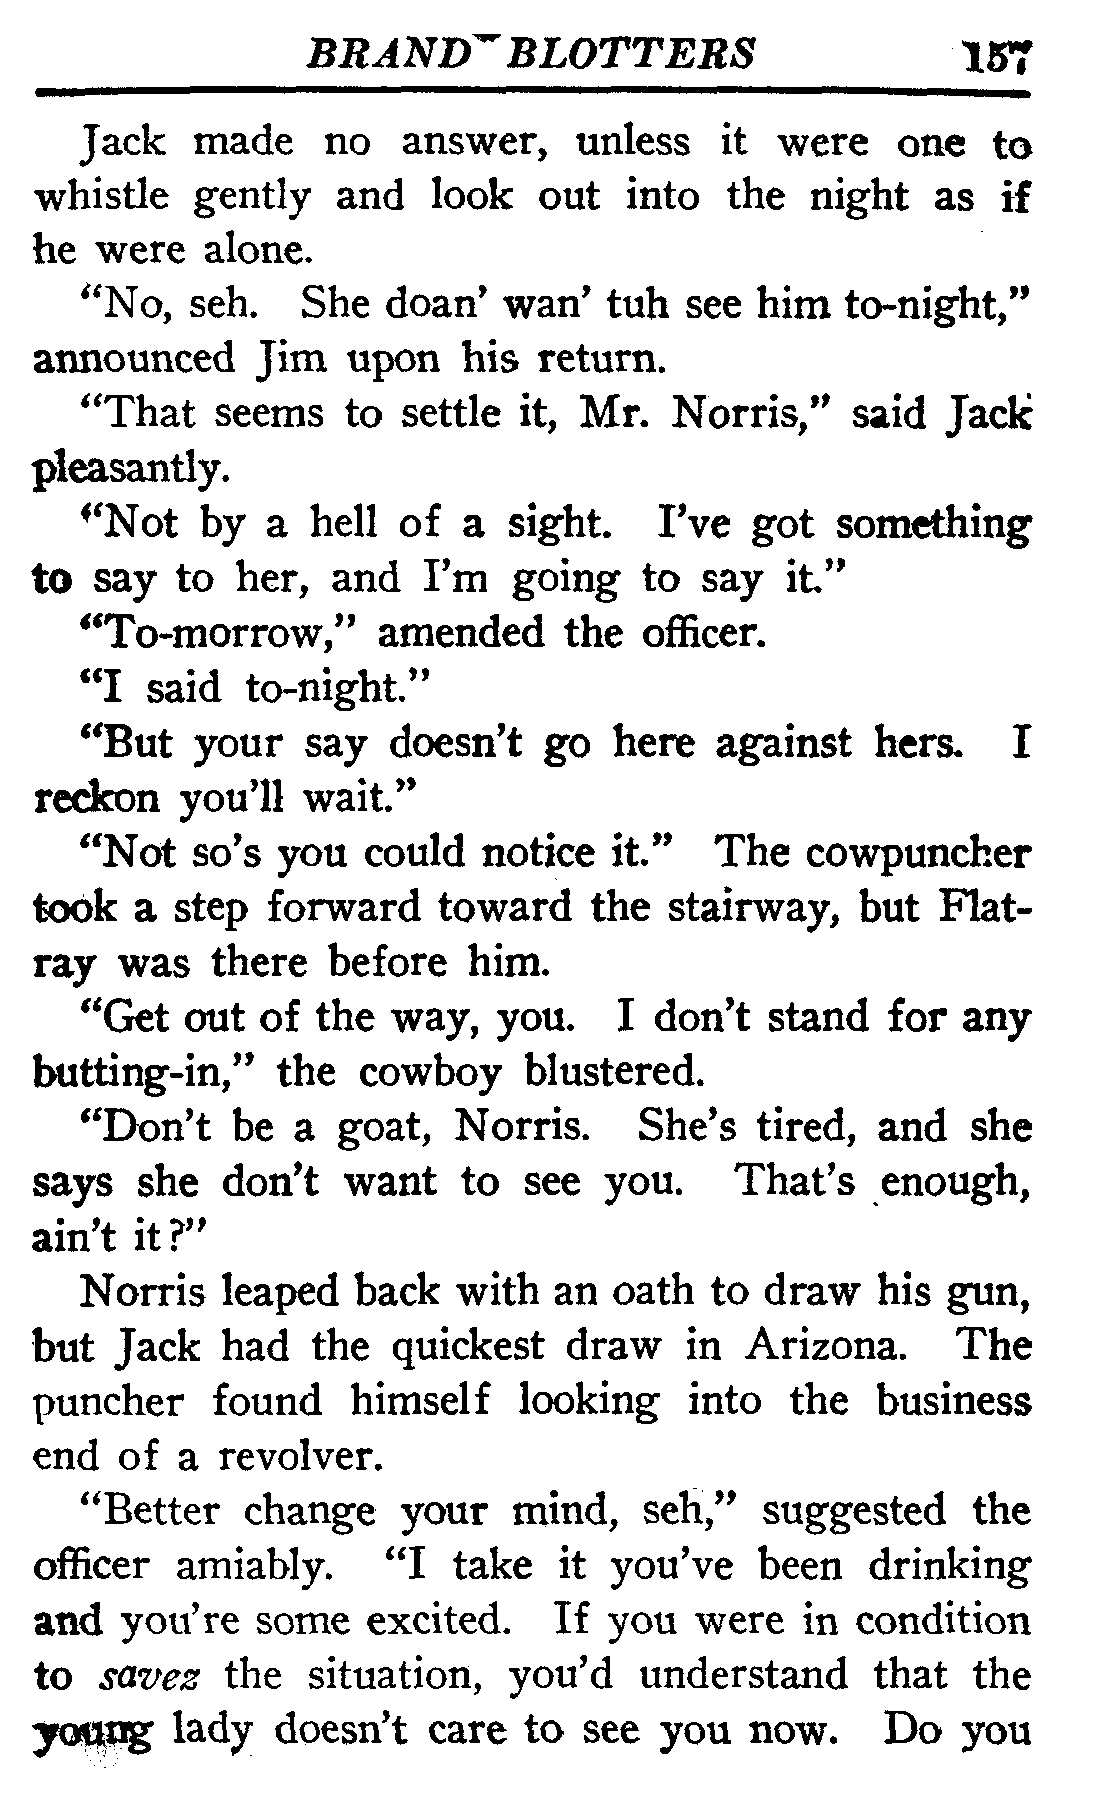 BRAND BLOTTERS 157
Jack made no answer, unless it were one to
whistle gently and look out into the night as if
he were alone.
"No, seh. She doan' wan' tuh see him to-night,"
announced Jim upon his return.
"That seems to settle it, Mr. Norris," said Jack
pleasantly.
"Not by a hell of a sight. I've got something
to say to her, and I'm going to say it."
"To-morrow," amended the officer.
"I said to-night."
"But your say doesn't go here against hers. I
reckon you'll wait."
"Not so's you could notice it." The cowpuncher
took a step forward toward the stairway, but Flat-
ray was there before him.
"Get out of the way, you. I don't stand for any
butting-in," the cowboy blustered.
"Don't be a goat, Norris. She's tired, and she
says she don't want to see you. That's enough,
ain't it?"
Norris leaped back with an oath to draw his gun,
but Jack had the quickest draw in Arizona. The
puncher found himself looking into the business
end of a revolver.
"Better change your mind, seh," suggested the
officer amiably. "I take it you've been drinking
and you're some excited. If you were in condition
to savez the situation, you'd understand that the
young lady doesn't care to see you now. Do you